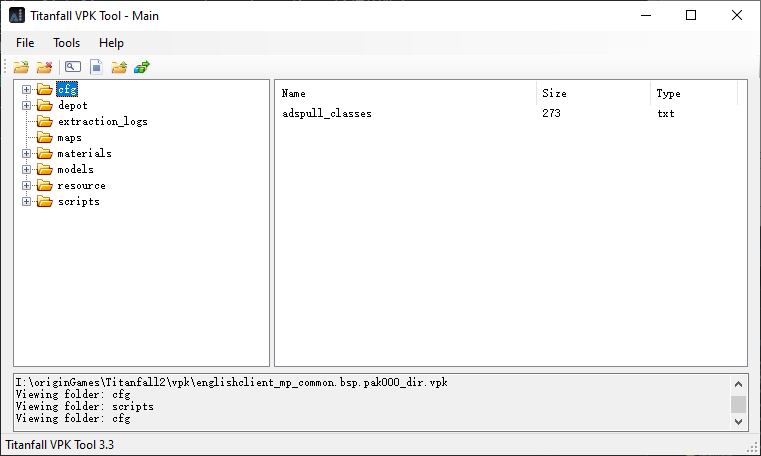 Titanfall VPK Tool - Main
File Tools Help
cfg
depot
extraction_logs
maps
materials
models
resource
scripts
Name Size Type
adspull_classes 273 txt
I:\originGames\Titanfall2\vpk\englishclient_mp_common.bsp.pak000_dir.vpk
Viewing folder: cfg
Viewing folder: scripts
Viewing folder: cfg
Titanfall VPK Tool 3.3